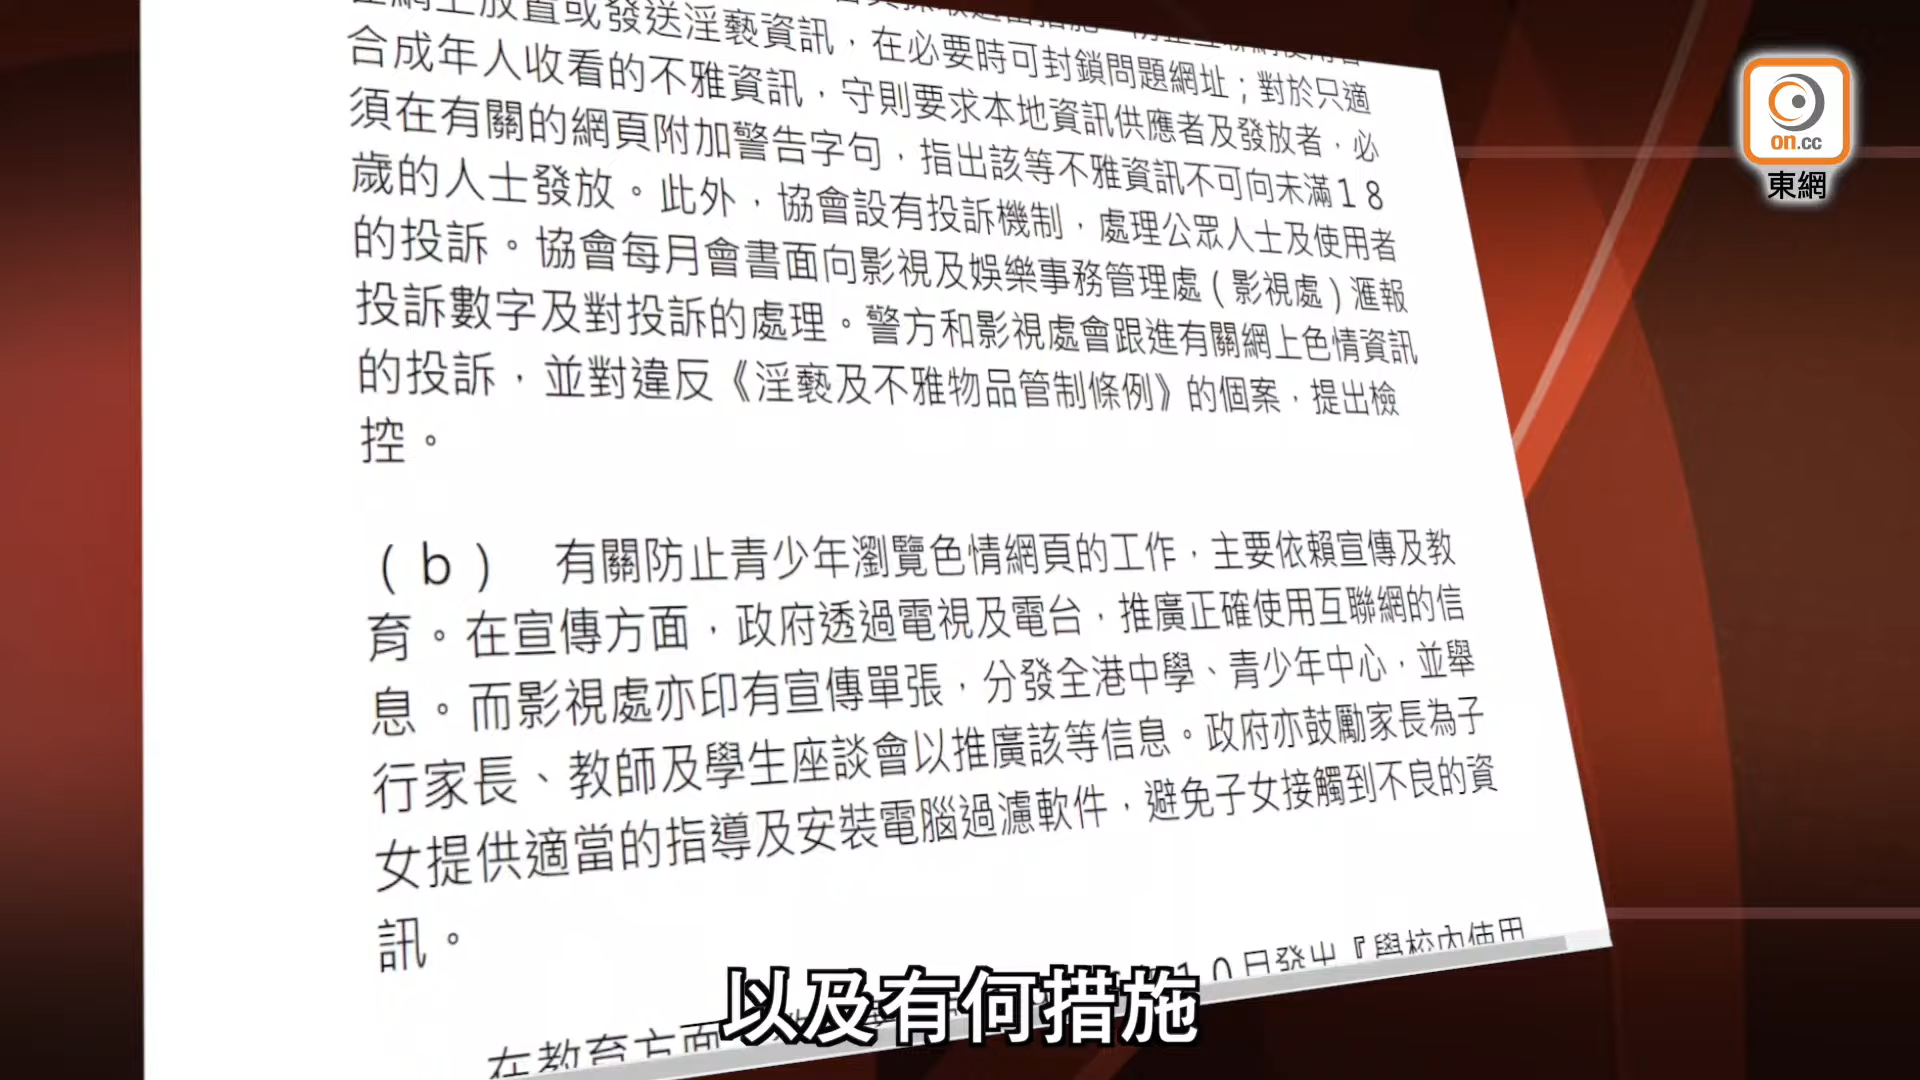 放置或發送淫褻資訊，在必要時可封鎖問題網址；對於只適
合成年人收看的不雅資訊，守則要求本地資訊供應者及發放者，必
須在有關的網頁附加警告字句，指出該等不雅資訊不可向未滿１８
歲的人士發放。此外，協會設有投訴機制，處理公眾人士及使用者
的投訴。協會每月會書面向影視及娛樂事務管理處（影視處）滙報
投訴數字及對投訴的處理。警方和影視處會跟進有關網上色情資訊
的投訴，並對違反《淫褻及不雅物品管制條例》的個案，提出檢
控。
（ｂ）　有關防止青少年瀏覽色情網頁的工作，主要依賴宣傳及教
育。在宣傳方面，政府透過電視及電台，推廣正確使用互聯網的信
息。而影視處亦印有宣傳單張，分發全港中學、青少年中心，並舉
行家長、教師及學生座談會以推廣該等信息。政府亦鼓勵家長為子
女提供適當的指導及安裝電腦過濾軟件，避免子女接觸到不良的資
訊。
在教育方面 １０日發出『學校內使用
以及有何措施
on.cc
東網